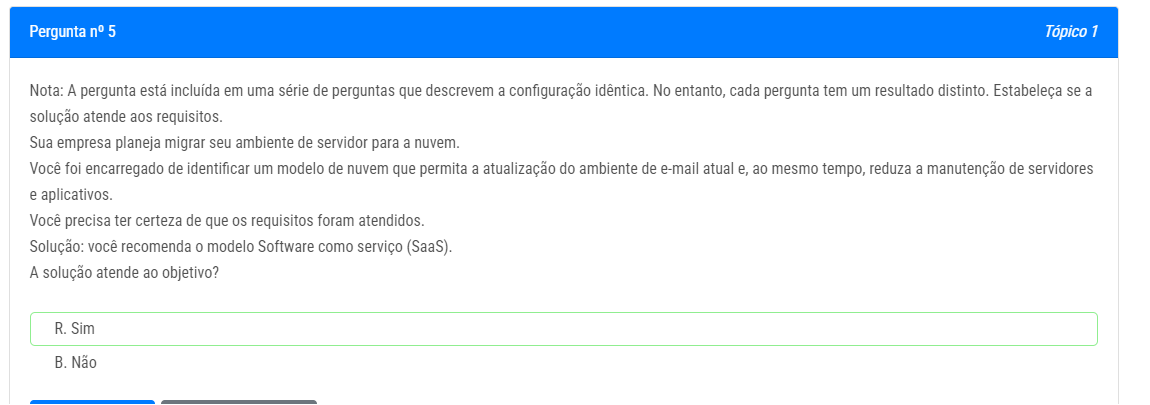 Pergunta nº 5
Tópico 1
Nota: A pergunta está incluída em uma série de perguntas que descrevem a configuração idêntica. No entanto, cada pergunta tem um resultado distinto. Estabeleça se a
solução atende aos requisitos.
Sua empresa planeja migrar seu ambiente de servidor para a nuvem.
Você foi encarregado de identificar um modelo de nuvem que permita a atualização do ambiente de e-mail atual e, ao mesmo tempo, reduza a manutenção de servidores
e aplicativos.
Você precisa ter certeza de que os requisitos foram atendidos.
Solução: você recomenda o modelo Software como serviço (SaaS).
A solução atende ao objetivo?
R. Sim
B. Não